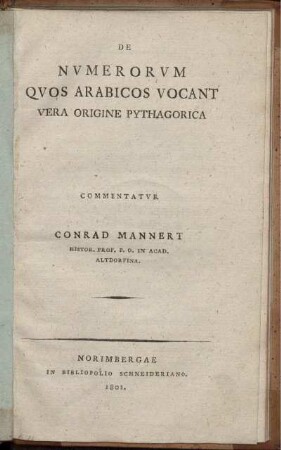 DE
NVMERORVM
QVOS ARABICOS VOCANT
VERA ORIGINE PYTHAGORICA
COMMENTATVR
CONRAD MANNERT
HISTOR. PROF. P. O. IN ACAD.
ALTDORFINA.
NORIMBERGAE
IN BIBLIOPOLIO SCHNEIDERIANO.
1801.